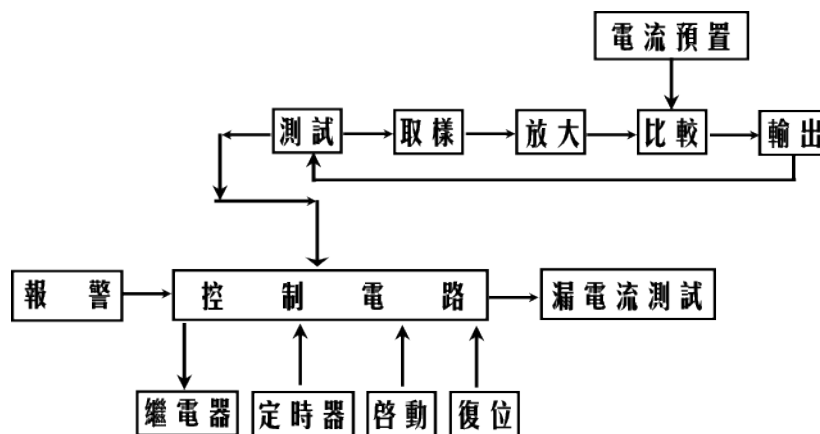 電流預置
測試
取樣
放大
比較
輸出
報警
控制電路
漏電流測試
繼電器
定時器
啓動
復位